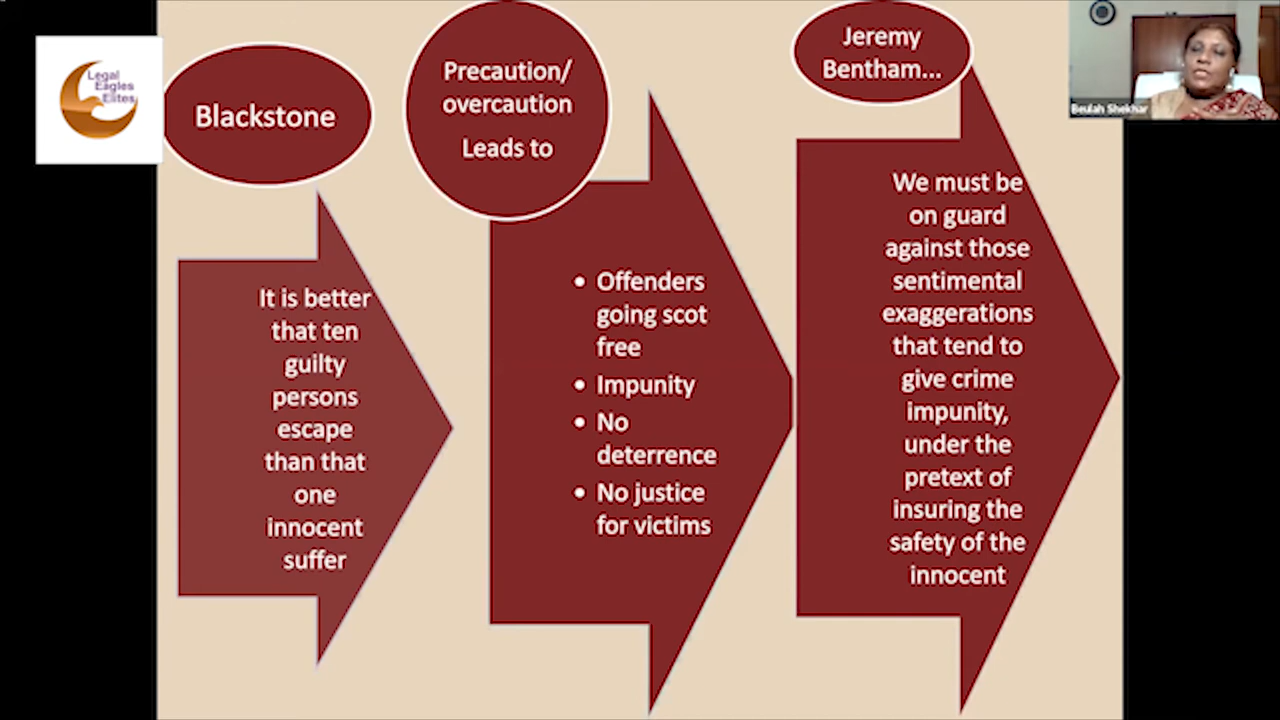 Legal
Eagles
Elites
Blackstone
It is better
that ten
guilty
persons
escape
than that
one
innocent
suffer
Precaution/
overcaution
Leads to
• Offenders
going scot
free
• Impunity
• No
deterrence
• No justice
for victims
Jeremy
Bentham...
We must be
on guard
against those
sentimental
exaggerations
that tend to
give crime
impunity,
under the
pretext of
insuring the
safety of the
innocent
Beulah Shekhar